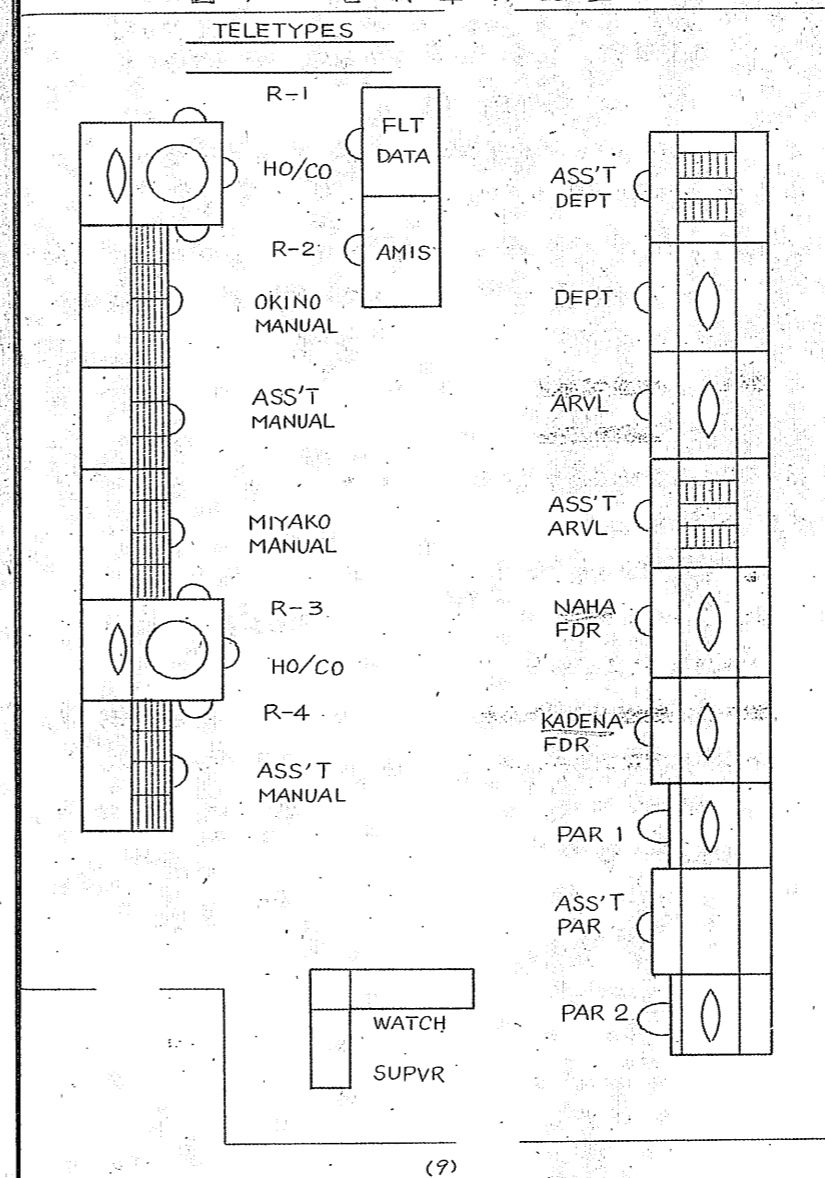 TELETYPES
R-1
HO/CO
R-2
OKINO
MANUAL
ASS'T
MANUAL
MIYAKO
MANUAL
R-3
HO/CO
R-4
ASS'T
MANUAL
FLT
DATA
AMIS
ASS'T
DEPT
DEPT
ARVL
ASS'T
ARVL
NAHA
FDR
KADENA
FDR
PAR 1
ASS'T
PAR
PAR 2
WATCH
SUPVR
(9)